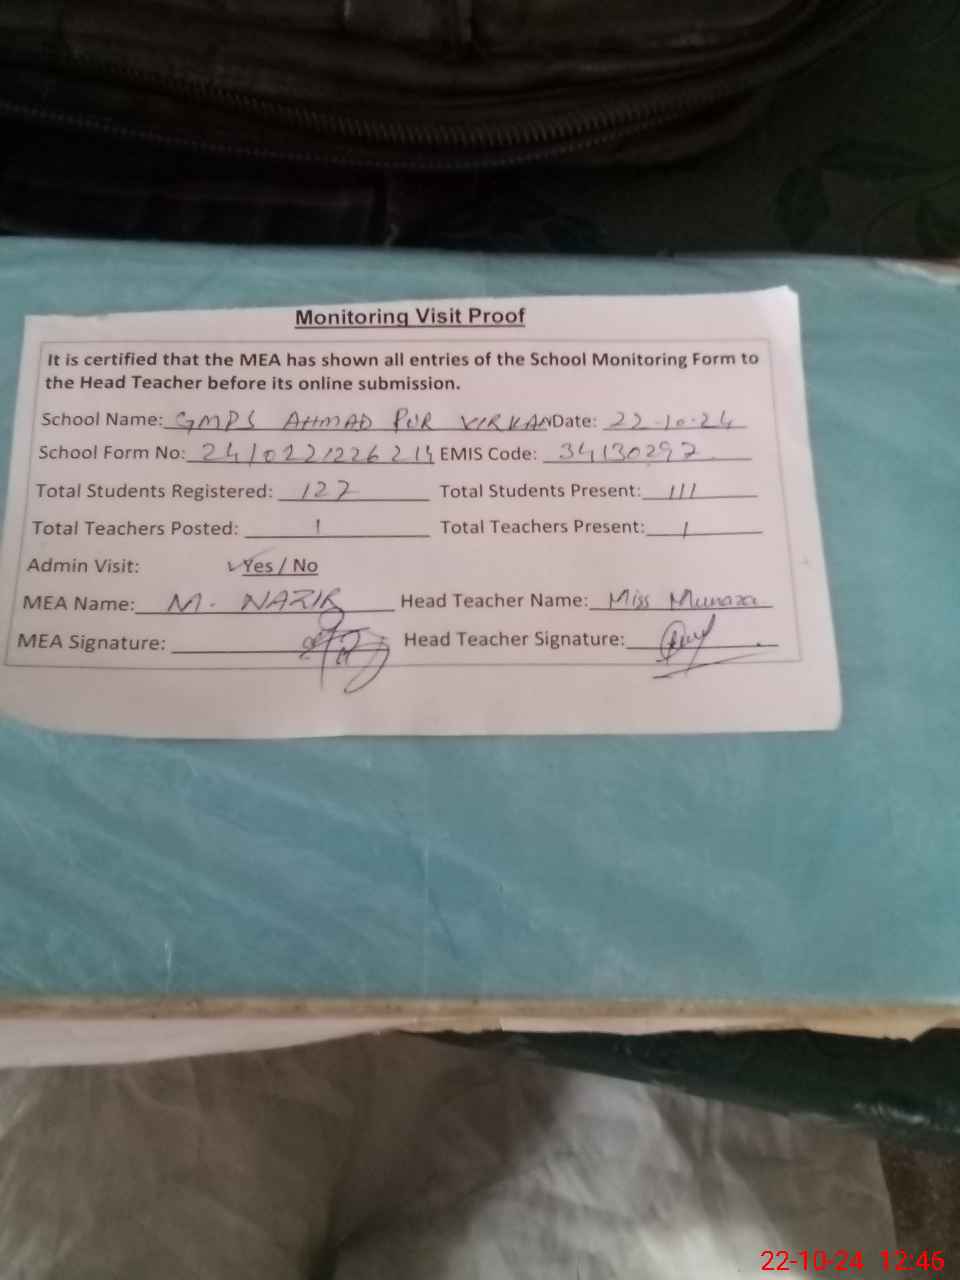 Monitoring Visit Proof
It is certified that the MEA has shown all entries of the School Monitoring Form to
the Head Teacher before its online submission.
School Name: GMPS AHMAD PUR VIRKAN Date: 22-10-24
School Form No: 2410221226214 EMIS Code: 34130297
Total Students Registered: 127 Total Students Present: 111
Total Teachers Posted: 1 Total Teachers Present: 1
Admin Visit: ✓Yes / No
MEA Name: M. NAZIR Head Teacher Name: Miss Munaza
MEA Signature: Head Teacher Signature:
22-10-24 12:46